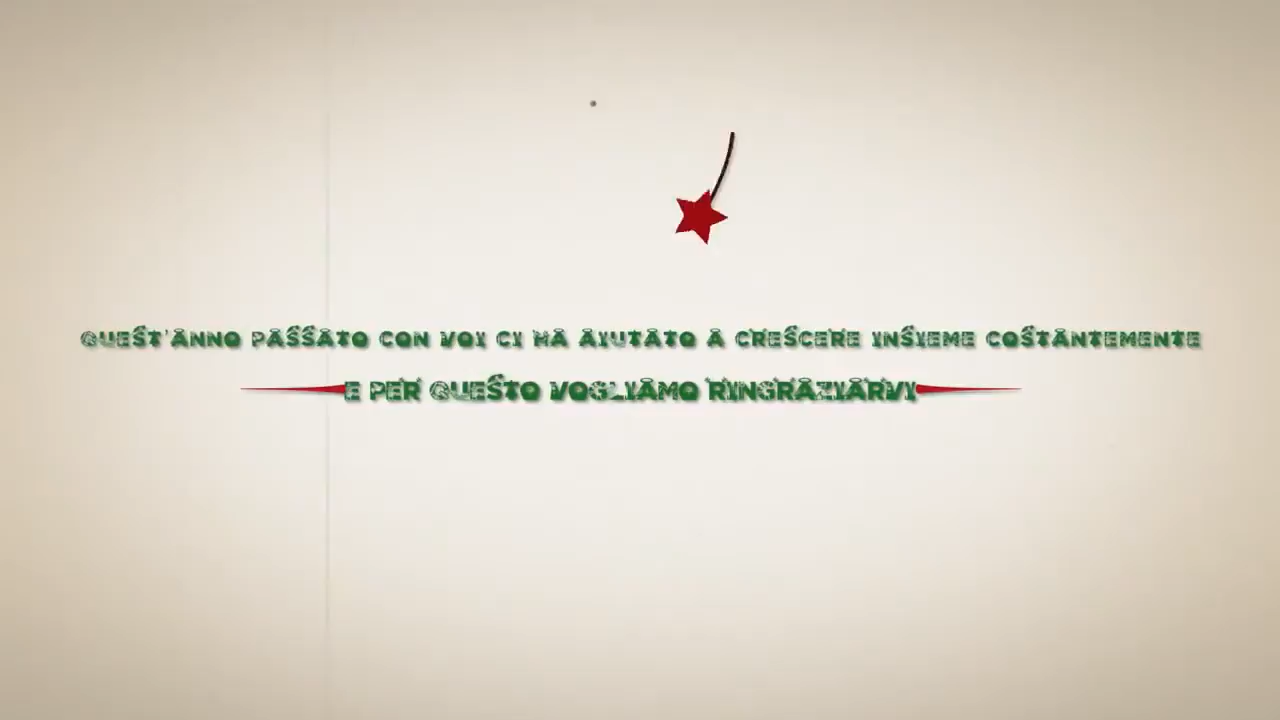 QUEST'ANNO PASSATO CON VOI CI HA AIUTATO A CRESCERE INSIEME COSTANTEMENTE
E PER QUESTO VOGLIAMO RINGRAZIARVI